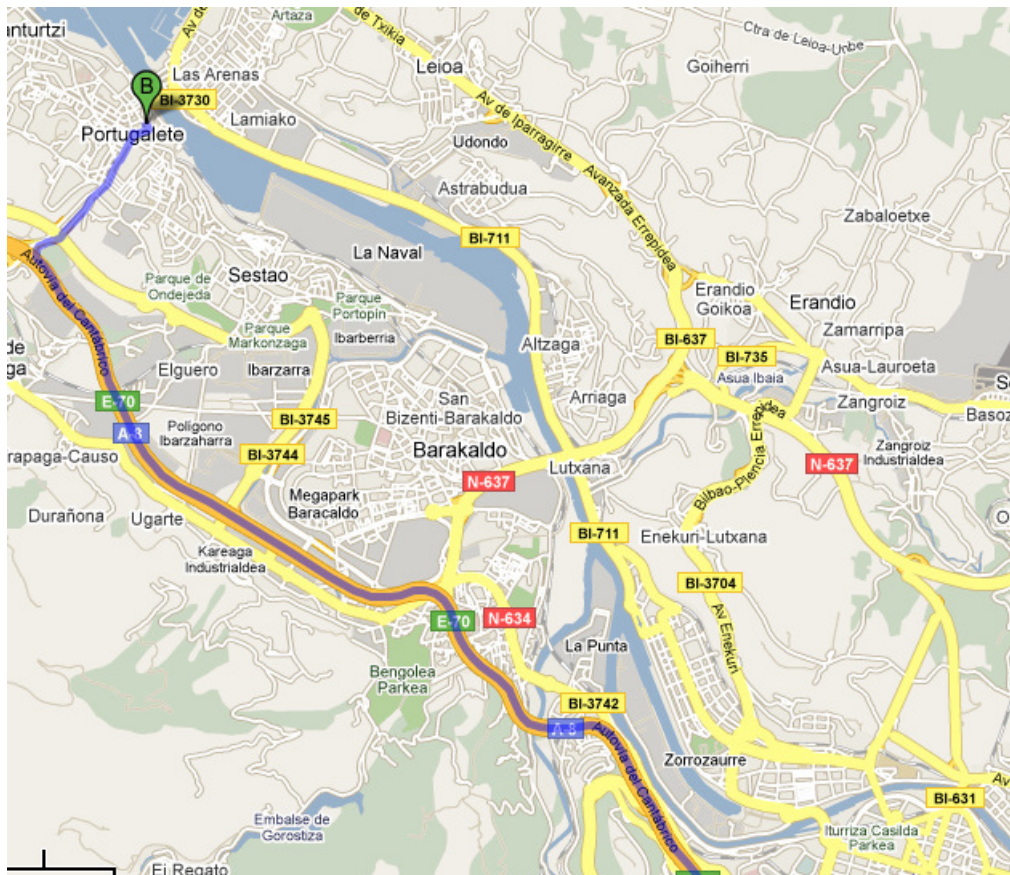 anturtzi
Artaza
Av de
de Txikia
Ctra de Leioa-Unbe
Leioa
Goiherri
Las Arenas
B
BI-3730
Lamiako
Portugalete
Av de Iparragirre
Udondo
Avanzada Errepidea
Astrabudua
Zabaloetxe
BI-711
La Naval
Autovía del Cantábrico
Parque de
Ondejeda
Sestao
Erandio
Goikoa
Erandio
Parque
Portopin
Parque
Markonzaga
Ibarberria
Zamarripa
BI-637
Altzaga
BI-735
de
ga
Elguero
Ibarzarra
Asua Ibaia
Asua-Lauroeta
E-70
San
Bizenti-Barakaldo
Arriaga
Zangroiz
Basoz
A-8
Polígono
Ibarzaharra
BI-3745
Bilbao-Plencia Errepidea
Zangroiz
Industrialdea
rapaga-Causo
BI-3744
Barakaldo
Lutxana
N-637
N-637
Megapark
Baracaldo
Durañona
Ugarte
O
BI-711
Enekuri-Lutxana
Kareaga
Industrialdea
BI-3704
E-70
N-634
Av Enekuri
La Punta
Bengolea
Parkea
BI-3742
A-8
Autovía del Cantábrico
Zorrozaurre
Av
BI-631
Embalse de
Gorostiza
Iturriza Casilda
Parkea
El Regato